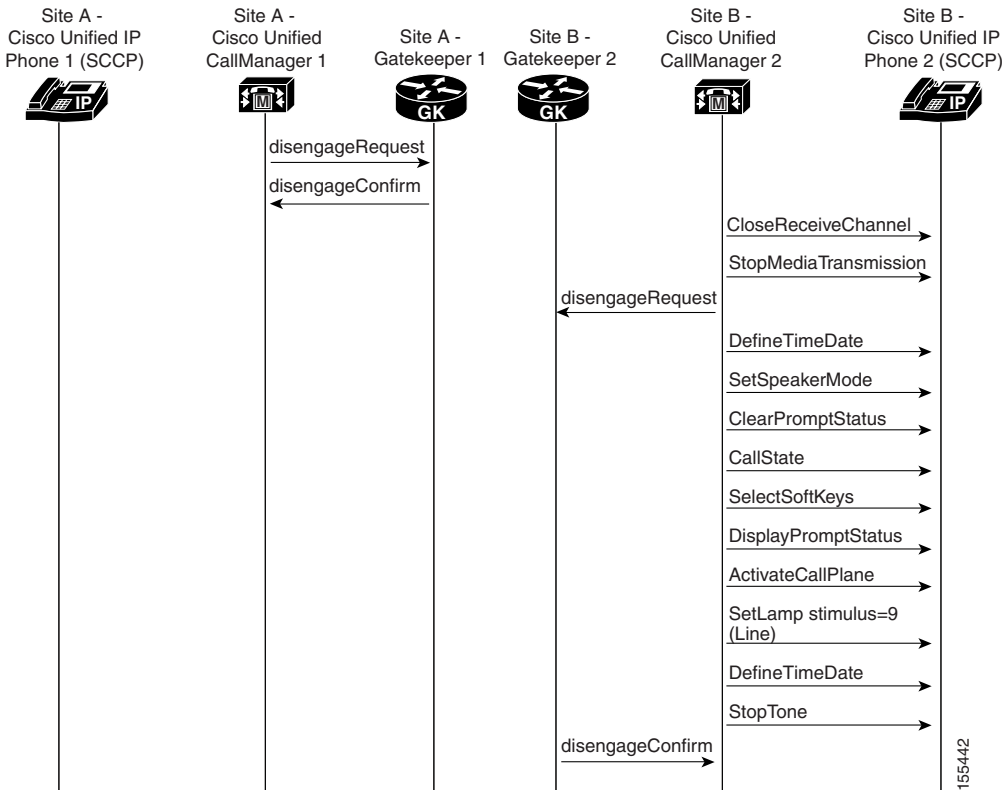 Site A -
Cisco Unified IP
Phone 1 (SCCP)
Site A -
Cisco Unified
CallManager 1
Site A -
Gatekeeper 1
Site B -
Gatekeeper 2
Site B -
Cisco Unified
CallManager 2
Site B -
Cisco Unified IP
Phone 2 (SCCP)
IP
M
GK
GK
M
IP
disengageRequest
disengageConfirm
CloseReceiveChannel
StopMediaTransmission
disengageRequest
DefineTimeDate
SetSpeakerMode
ClearPromptStatus
CallState
SelectSoftKeys
DisplayPromptStatus
ActivateCallPlane
SetLamp stimulus=9
(Line)
DefineTimeDate
StopTone
disengageConfirm
155442